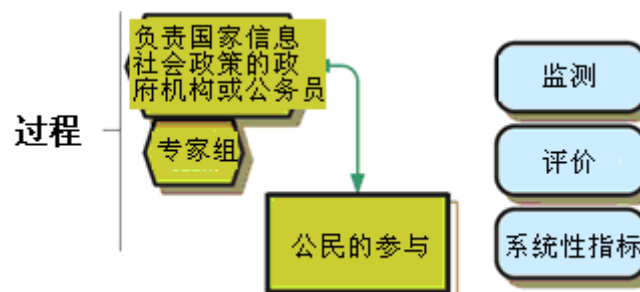 负责国家信息
社会政策的政
府机构或公务员
过程
专家组
公民的参与
监测
评价
系统性指标